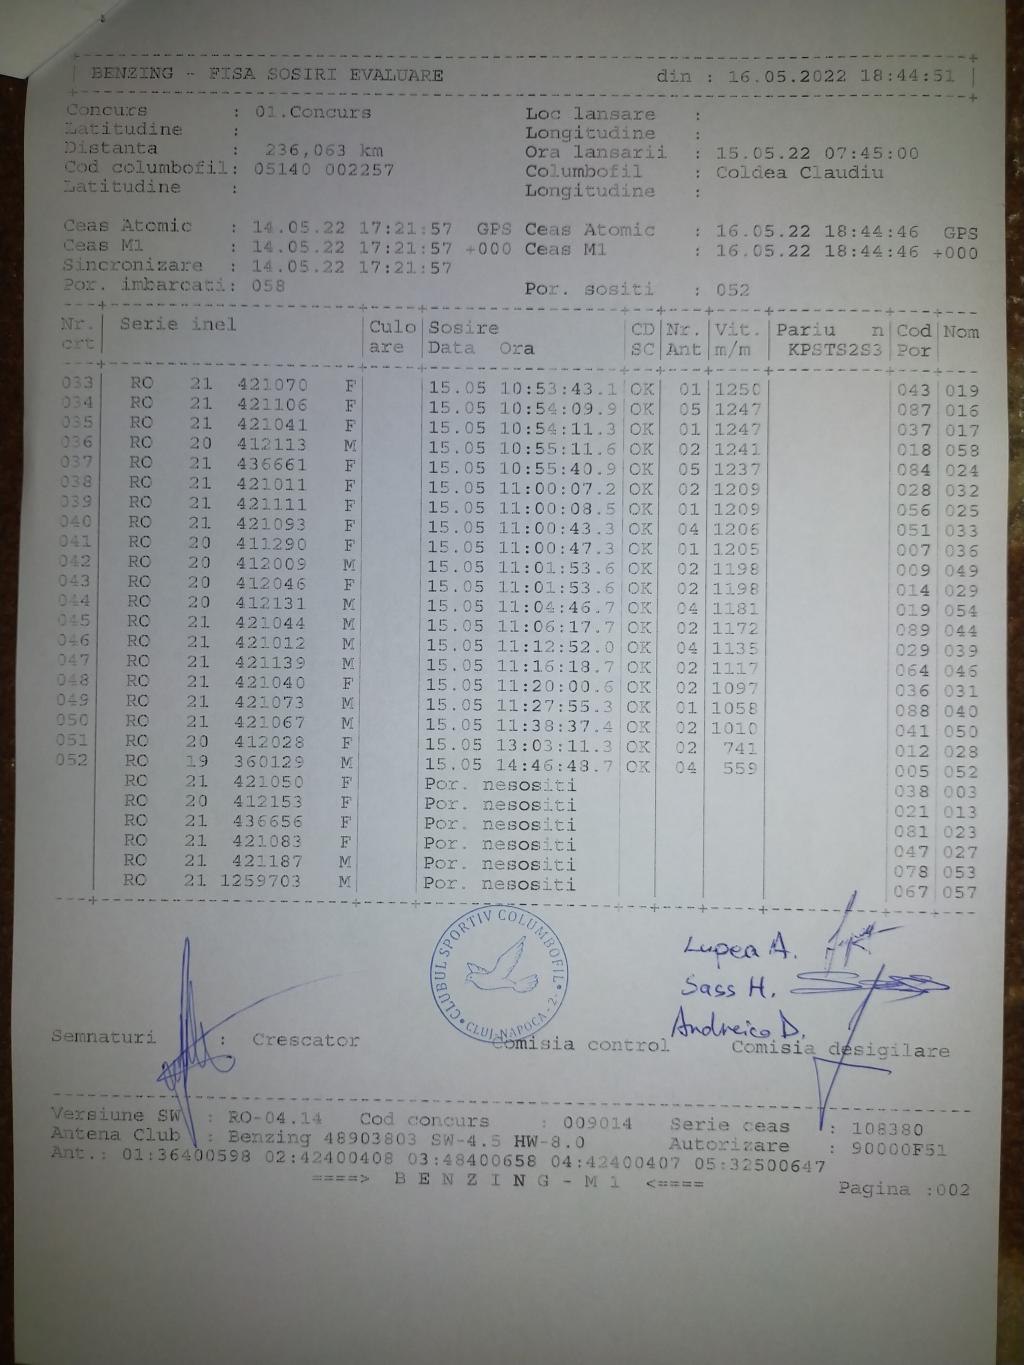 BENZING - FISA SOSIRI EVALUARE din : 16.05.2022 18:44:51
Concurs : 01.Concurs Loc lansare :
Latitudine : Longitudine :
Distanta : 236,063 km Ora lansarii : 15.05.22 07:45:00
Cod columbofil: 05140 002257 Columbofil : Coldea Claudiu
Latitudine : Longitudine :
Ceas Atomic : 14.05.22 17:21:57 GPS Ceas Atomic : 16.05.22 18:44:46 GPS
Ceas M1 : 14.05.22 17:21:57 +000 Ceas M1 : 16.05.22 18:44:46 +000
Sincronizare : 14.05.22 17:21:57
Por. imbarcati: 058 Por. sositi : 052
Nr. Serie inel Culo Sosire CD Nr. Vit. Pariu n Cod Nom
crt are Data Ora SC Ant m/m KPSTS2S3 Por
033 RO 21 421070 F 15.05 10:53:43.1 OK 01 1250 043 019
034 RO 21 421106 F 15.05 10:54:09.9 OK 05 1247 087 016
035 RO 21 421041 F 15.05 10:54:11.3 OK 01 1247 037 017
036 RO 20 412113 M 15.05 10:55:11.6 OK 02 1241 018 058
037 RO 21 436661 F 15.05 10:55:40.9 OK 05 1237 084 024
038 RO 21 421011 F 15.05 11:00:07.2 OK 02 1209 028 032
039 RO 21 421111 F 15.05 11:00:08.5 OK 01 1209 056 025
040 RO 21 421093 F 15.05 11:00:43.3 OK 04 1206 051 033
041 RO 20 411290 F 15.05 11:00:47.3 OK 01 1205 007 036
042 RO 20 412009 M 15.05 11:01:53.6 OK 02 1198 009 049
043 RO 20 412046 F 15.05 11:01:53.6 OK 02 1198 014 029
044 RO 20 412131 M 15.05 11:04:46.7 OK 04 1181 019 054
045 RO 21 421044 M 15.05 11:06:17.7 OK 02 1172 089 044
046 RO 21 421012 M 15.05 11:12:52.0 OK 04 1135 029 039
047 RO 21 421139 M 15.05 11:16:18.7 OK 02 1117 064 046
048 RO 21 421040 F 15.05 11:20:00.6 OK 02 1097 036 031
049 RO 21 421073 M 15.05 11:27:55.3 OK 01 1058 088 040
050 RO 21 421067 M 15.05 11:38:37.4 OK 02 1010 041 050
051 RO 20 412028 F 15.05 13:03:11.3 OK 02 741 012 028
052 RO 19 360129 M 15.05 14:46:48.7 OK 04 559 005 052
RO 21 421050 F Por. nesositi 038 003
RO 20 412153 F Por. nesositi 021 013
RO 21 436656 F Por. nesositi 081 023
RO 21 421083 F Por. nesositi 047 027
RO 21 421187 M Por. nesositi 078 053
RO 21 1259703 M Por. nesositi 067 057
CLUBUL SPORTIV COLUMBOFIL
CLUJ-NAPOCA - 2
Lupea A.
Sass H.
Andreico D.
Semnaturi : Crescator Comisia control Comisia desigilare
Versiune SW : RO-04.14 Cod concurs : 009014 Serie ceas : 108380
Antena Club : Benzing 48903803 SW-4.5 HW-8.0 Autorizare : 90000F51
Ant.: 01:36400598 02:42400408 03:48400658 04:42400407 05:32500647
====> B E N Z I N G - M 1 <==== Pagina :002